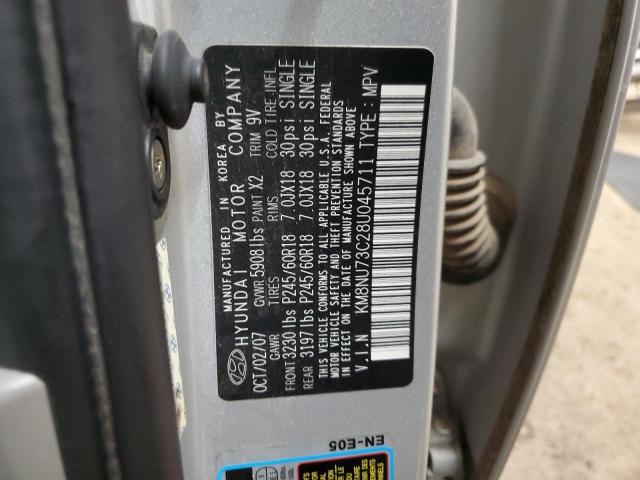 MANUFACTURED IN KOREA BY
HYUNDAI MOTOR COMPANY
OCT/02/07 GVWR 5908lbs PAINT X2 TRIM 9V
GAWR TIRES RIMS COLD TIRE INFL
FRONT 3230 lbs P245/60R18 7.0JX18 30psi SINGLE
REAR 3197 lbs P245/60R18 7.0JX18 30psi SINGLE
THIS VEHICLE CONFORMS TO ALL APPLICABLE U.S.A. FEDERAL
MOTOR VEHICLE SAFETY AND THEFT PREVENTION STANDARDS
IN EFFECT ON THE DATE OF MANUFACTURE SHOWN ABOVE
V.I.N KM8NU73C28U045711 TYPE: MPV
EN-E05